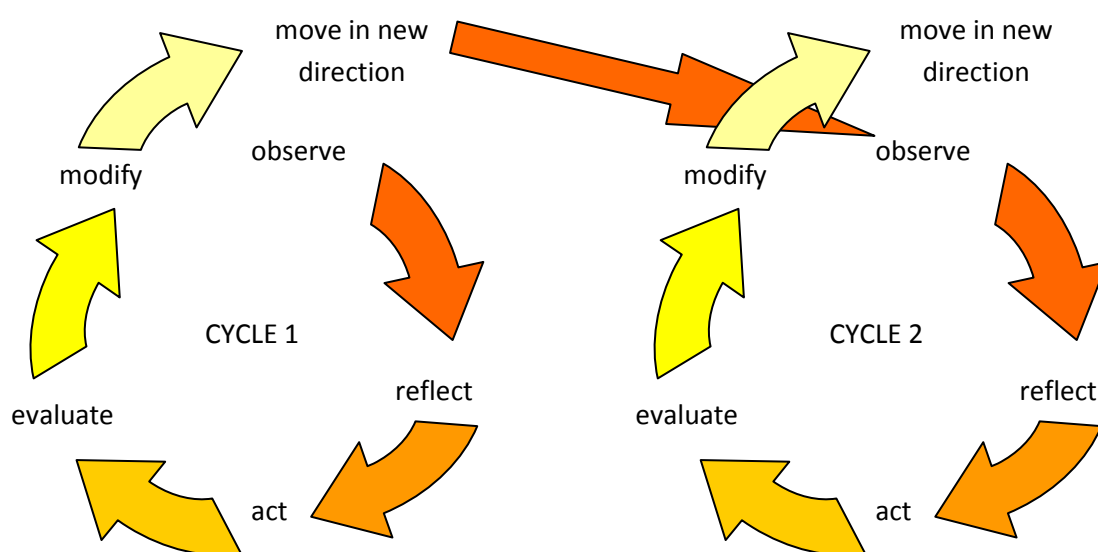 move in new
direction
observe
modify
CYCLE 1
reflect
evaluate
act
move in new
direction
observe
modify
CYCLE 2
reflect
evaluate
act